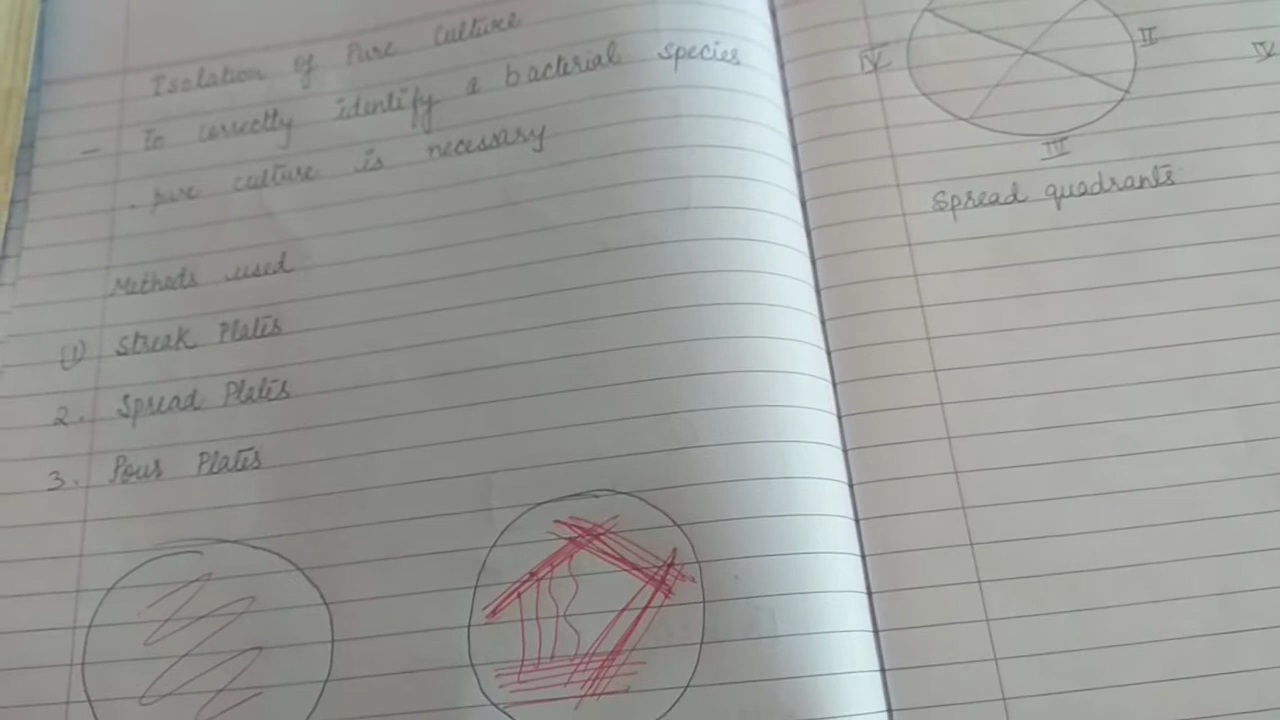 Isolation of Pure Culture
- To correctly identify a bacterial species
. pure culture is necessary
Methods used
(1) Streak Plates
2. Spread Plates
3. Pour Plates
IV
II
III
Spread quadrants
IV